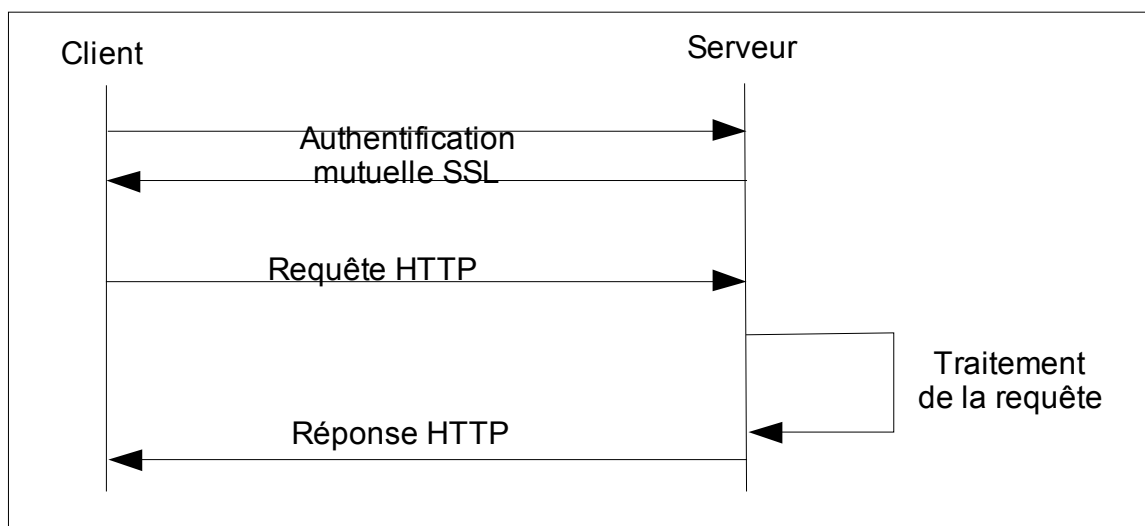 Client
Serveur
Authentification
mutuelle SSL
Requête HTTP
Traitement
de la requête
Réponse HTTP